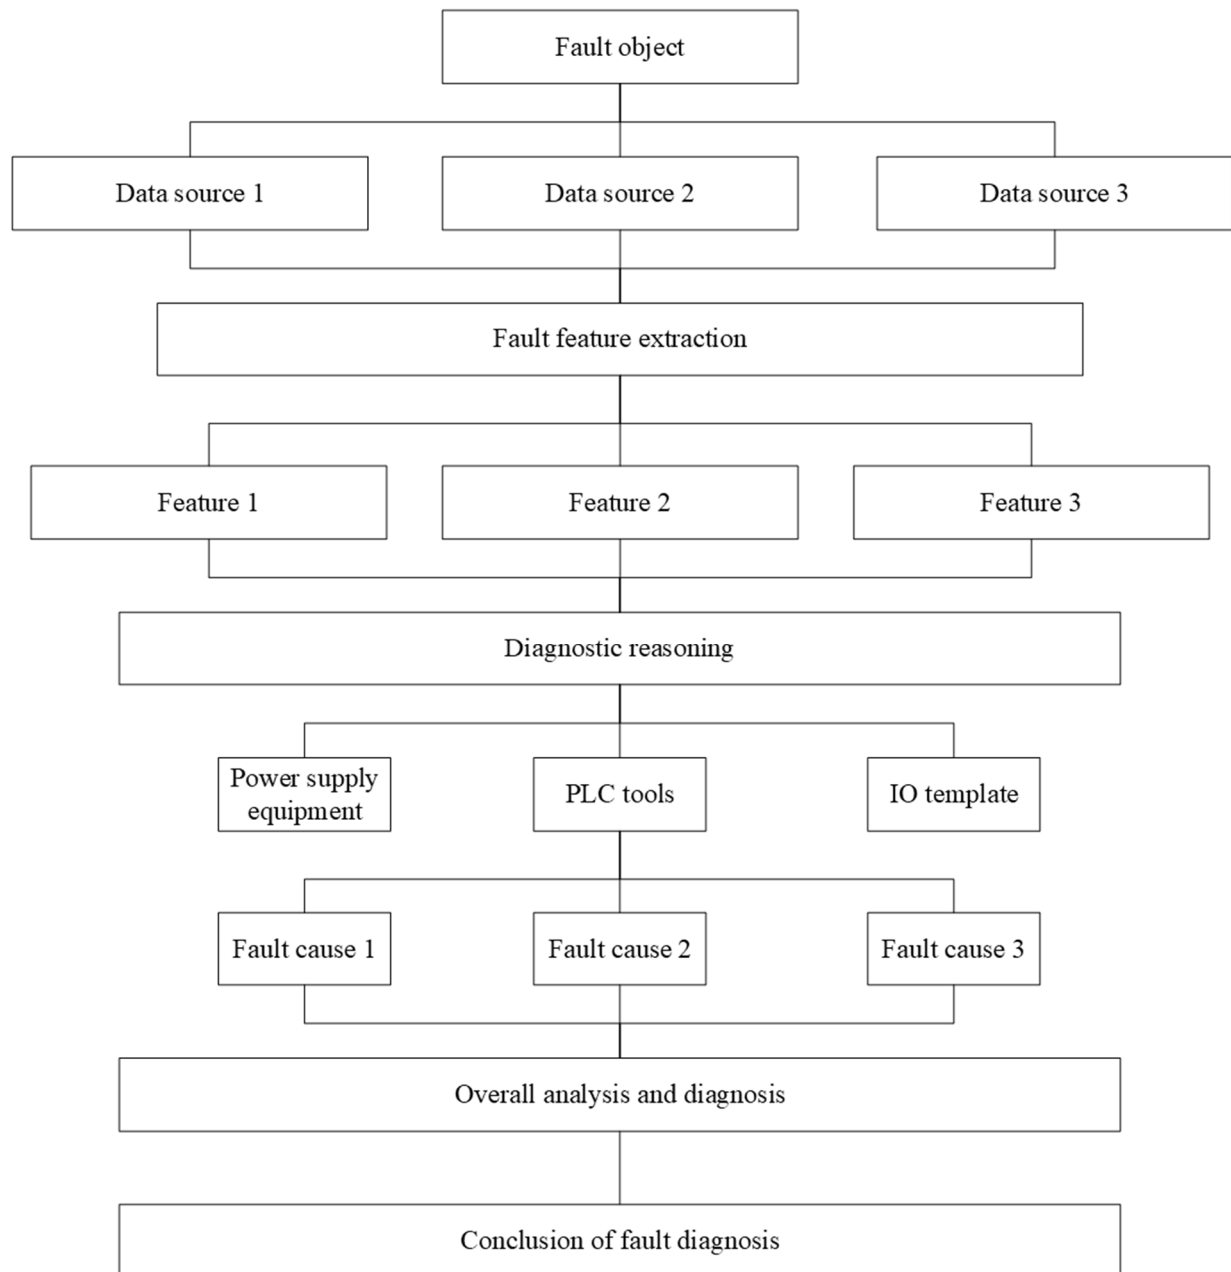 Fault object
Data source 1
Data source 2
Data source 3
Fault feature extraction
Feature 1
Feature 2
Feature 3
Diagnostic reasoning
Power supply
equipment
PLC tools
IO template
Fault cause 1
Fault cause 2
Fault cause 3
Overall analysis and diagnosis
Conclusion of fault diagnosis